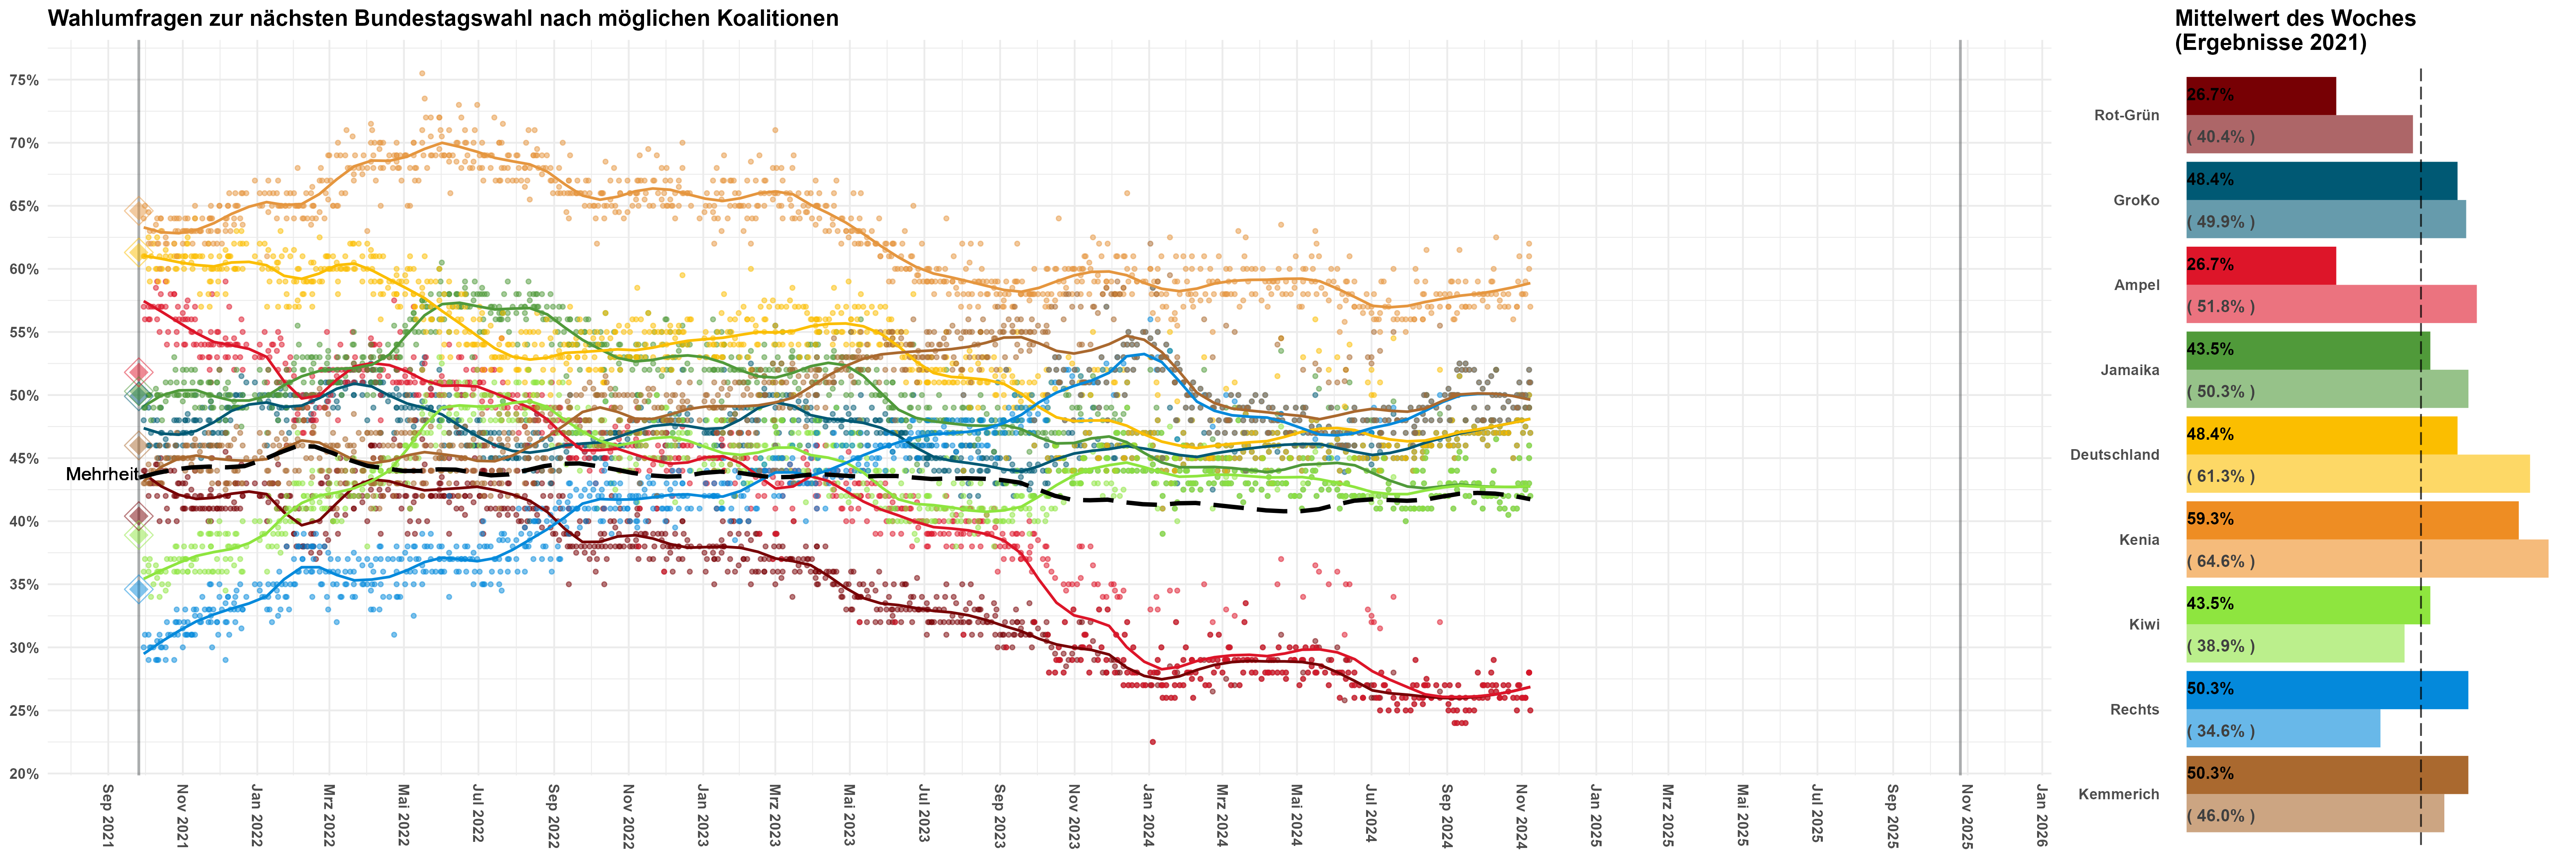 Wahlumfragen zur nächsten Bundestagswahl nach möglichen Koalitionen
75%
70%
65%
60%
55%
50%
45%
40%
35%
30%
25%
20%
Mehrheit
Sep 2021
Nov 2021
Jan 2022
Mrz 2022
Mai 2022
Jul 2022
Sep 2022
Nov 2022
Jan 2023
Mrz 2023
Mai 2023
Jul 2023
Sep 2023
Nov 2023
Jan 2024
Mrz 2024
Mai 2024
Jul 2024
Sep 2024
Nov 2024
Jan 2025
Mrz 2025
Mai 2025
Jul 2025
Sep 2025
Nov 2025
Jan 2026
Mittelwert des Woches
(Ergebnisse 2021)
Rot-Grün
26.7%
( 40.4% )
GroKo
48.4%
( 49.9% )
Ampel
26.7%
( 51.8% )
Jamaika
43.5%
( 50.3% )
Deutschland
48.4%
( 61.3% )
Kenia
59.3%
( 64.6% )
Kiwi
43.5%
( 38.9% )
Rechts
50.3%
( 34.6% )
Kemmerich
50.3%
( 46.0% )